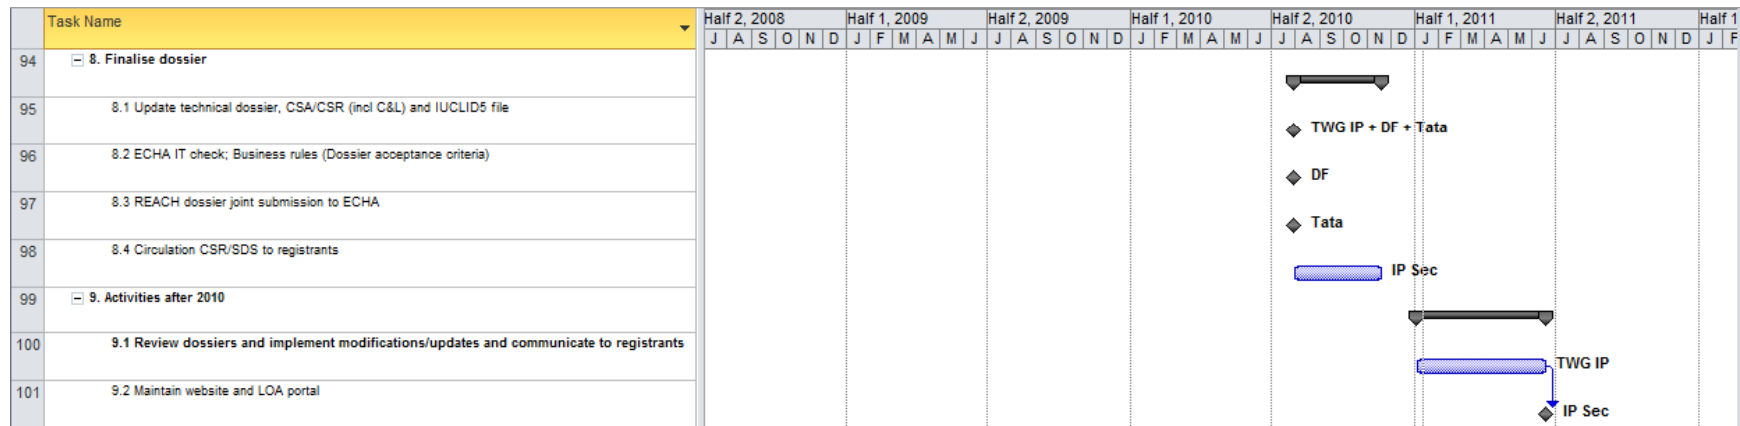 Task Name
Half 2, 2008 Half 1, 2009 Half 2, 2009 Half 1, 2010 Half 2, 2010 Half 1, 2011 Half 2, 2011 Half 1
J A S O N D J F M A M J J A S O N D J F M A M J J A S O N D J F M A M J J A S O N D J F
94 8. Finalise dossier
95 8.1 Update technical dossier, CSA/CSR (incl C&L) and IUCLID5 file
TWG IP + DF + Tata
96 8.2 ECHA IT check; Business rules (Dossier acceptance criteria)
DF
97 8.3 REACH dossier joint submission to ECHA
Tata
98 8.4 Circulation CSR/SDS to registrants
IP Sec
99 9. Activities after 2010
100 9.1 Review dossiers and implement modifications/updates and communicate to registrants
TWG IP
101 9.2 Maintain website and LOA portal
IP Sec